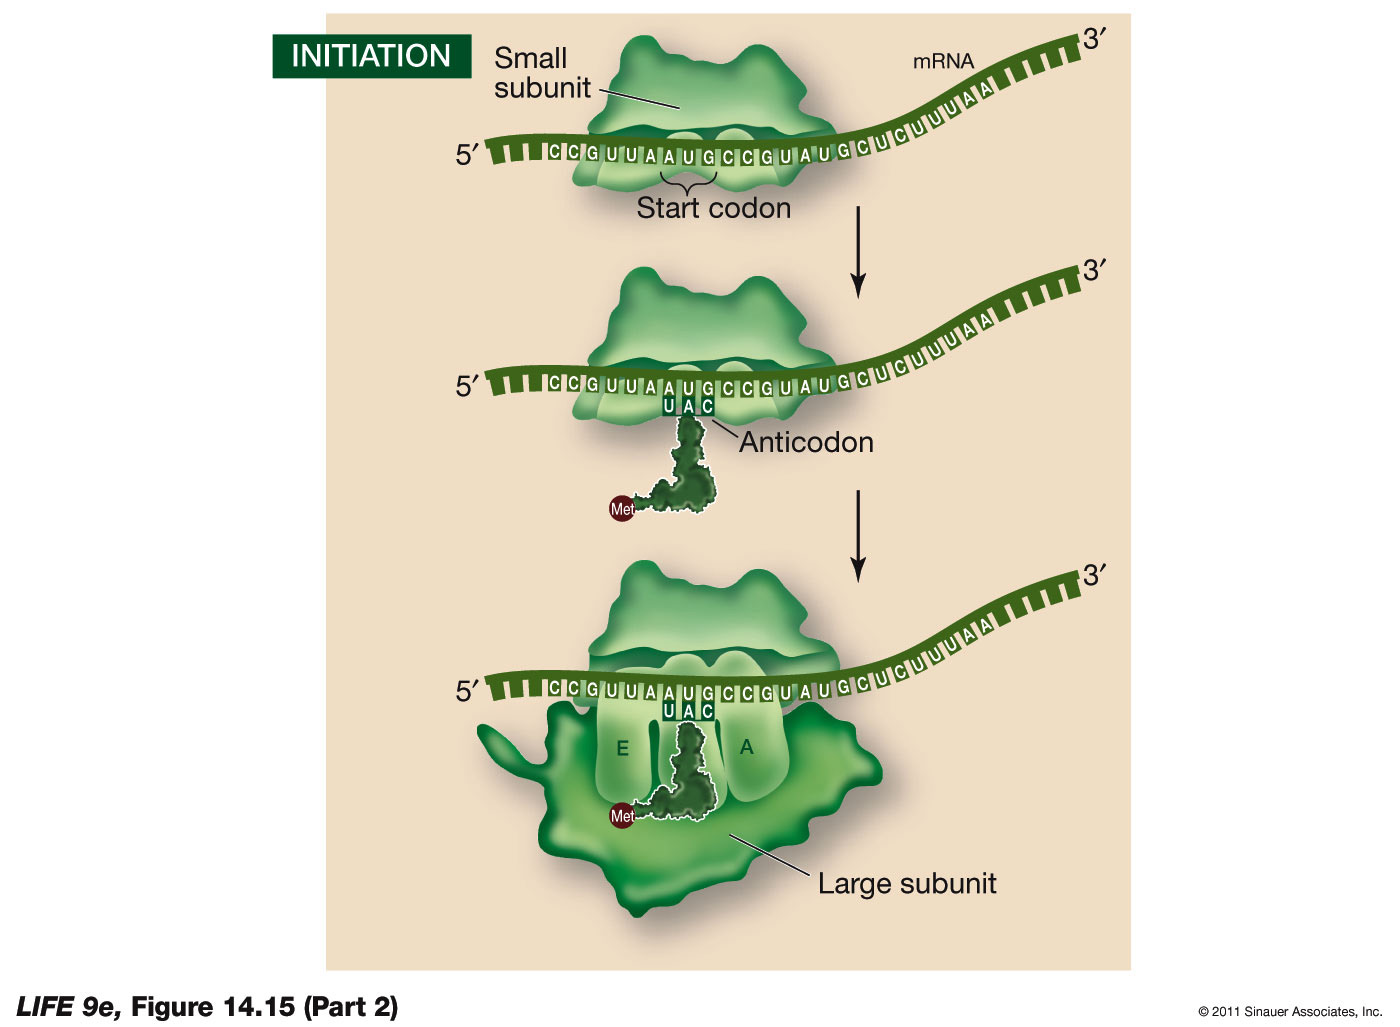 INITIATION
Small
subunit
mRNA
3′
5′
CCGUUAAUGCCGUAUGCUCUUUAA
Start codon
3′
5′
CCGUUAAUGCCGUAUGCUCUUUAA
UAC
Anticodon
Met
3′
5′
CCGUUAAUGCCGUAUGCUCUUUAA
UAC
E
A
Met
Large subunit
LIFE 9e, Figure 14.15 (Part 2)
© 2011 Sinauer Associates, Inc.